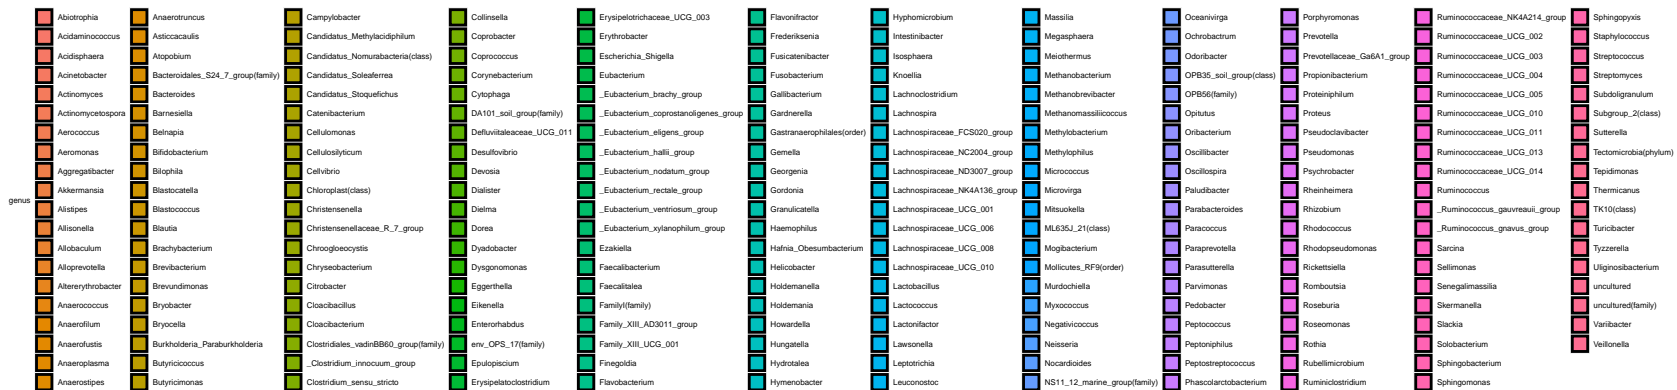 genus
Abiotrophia
Acidaminococcus
Acidisphaera
Acinetobacter
Actinomyces
Actinomycetospora
Aerococcus
Aeromonas
Aggregatibacter
Akkermansia
Alistipes
Allisonella
Allobaculum
Alloprevotella
Altererythrobacter
Anaerococcus
Anaerofilum
Anaerofustis
Anaeroplasma
Anaerostipes
Anaerotruncus
Asticcacaulis
Atopobium
Bacteroidales_S24_7_group(family)
Bacteroides
Barnesiella
Belnapia
Bifidobacterium
Bilophila
Blastocatella
Blastococcus
Blautia
Brachybacterium
Brevibacterium
Brevundimonas
Bryobacter
Bryocella
Burkholderia_Paraburkholderia
Butyricicoccus
Butyricimonas
Campylobacter
Candidatus_Methylacidiphilum
Candidatus_Nomurabacteria(class)
Candidatus_Soleaferrea
Candidatus_Stoquefichus
Catenibacterium
Cellulomonas
Cellulosilyticum
Cellvibrio
Chloroplast(class)
Christensenella
Christensenellaceae_R_7_group
Chroogloeocystis
Chryseobacterium
Citrobacter
Cloacibacillus
Cloacibacterium
Clostridiales_vadinBB60_group(family)
_Clostridium_innocuum_group
Clostridium_sensu_stricto
Collinsella
Coprobacter
Coprococcus
Corynebacterium
Cytophaga
DA101_soil_group(family)
Defluviitaleaceae_UCG_011
Desulfovibrio
Devosia
Dialister
Dielma
Dorea
Dyadobacter
Dysgonomonas
Eggerthella
Eikenella
Enterorhabdus
env_OPS_17(family)
Epulopiscium
Erysipelatoclostridium
Erysipelotrichaceae_UCG_003
Erythrobacter
Escherichia_Shigella
Eubacterium
_Eubacterium_brachy_group
_Eubacterium_coprostanoligenes_group
_Eubacterium_eligens_group
_Eubacterium_hallii_group
_Eubacterium_nodatum_group
_Eubacterium_rectale_group
_Eubacterium_ventriosum_group
_Eubacterium_xylanophilum_group
Ezakiella
Faecalibacterium
Faecalitalea
FamilyI(family)
Family_XIII_AD3011_group
Family_XIII_UCG_001
Finegoldia
Flavobacterium
Flavonifractor
Frederiksenia
Fusicatenibacter
Fusobacterium
Gallibacterium
Gardnerella
Gastranaerophilales(order)
Gemella
Georgenia
Gordonia
Granulicatella
Haemophilus
Hafnia_Obesumbacterium
Helicobacter
Holdemanella
Holdemania
Howardella
Hungatella
Hydrotalea
Hymenobacter
Hyphomicrobium
Intestinibacter
Isosphaera
Knoellia
Lachnoclostridium
Lachnospira
Lachnospiraceae_FCS020_group
Lachnospiraceae_NC2004_group
Lachnospiraceae_ND3007_group
Lachnospiraceae_NK4A136_group
Lachnospiraceae_UCG_001
Lachnospiraceae_UCG_006
Lachnospiraceae_UCG_008
Lachnospiraceae_UCG_010
Lactobacillus
Lactococcus
Lactonifactor
Lawsonella
Leptotrichia
Leuconostoc
Massilia
Megasphaera
Meiothermus
Methanobacterium
Methanobrevibacter
Methanomassiliicoccus
Methylobacterium
Methylophilus
Micrococcus
Microvirga
Mitsuokella
ML635J_21(class)
Mogibacterium
Mollicutes_RF9(order)
Murdochiella
Myxococcus
Negativicoccus
Neisseria
Nocardioides
NS11_12_marine_group(family)
Oceanivirga
Ochrobactrum
Odoribacter
OPB35_soil_group(class)
OPB56(family)
Opitutus
Oribacterium
Oscillibacter
Oscillospira
Paludibacter
Parabacteroides
Paracoccus
Paraprevotella
Parasutterella
Parvimonas
Pedobacter
Peptococcus
Peptoniphilus
Peptostreptococcus
Phascolarctobacterium
Porphyromonas
Prevotella
Prevotellaceae_Ga6A1_group
Propionibacterium
Proteiniphilum
Proteus
Pseudoclavibacter
Pseudomonas
Psychrobacter
Rheinheimera
Rhizobium
Rhodococcus
Rhodopseudomonas
Rickettsiella
Romboutsia
Roseburia
Roseomonas
Rothia
Rubellimicrobium
Ruminiclostridium
Ruminococcaceae_NK4A214_group
Ruminococcaceae_UCG_002
Ruminococcaceae_UCG_003
Ruminococcaceae_UCG_004
Ruminococcaceae_UCG_005
Ruminococcaceae_UCG_010
Ruminococcaceae_UCG_011
Ruminococcaceae_UCG_013
Ruminococcaceae_UCG_014
Ruminococcus
_Ruminococcus_gauvreauii_group
_Ruminococcus_gnavus_group
Sarcina
Sellimonas
Senegalimassilia
Skermanella
Slackia
Solobacterium
Sphingobacterium
Sphingomonas
Sphingopyxis
Staphylococcus
Streptococcus
Streptomyces
Subdoligranulum
Subgroup_2(class)
Sutterella
Tectomicrobia(phylum)
Tepidimonas
Thermicanus
TK10(class)
Turicibacter
Tyzzerella
Uliginosibacterium
uncultured
uncultured(family)
Variibacter
Veillonella